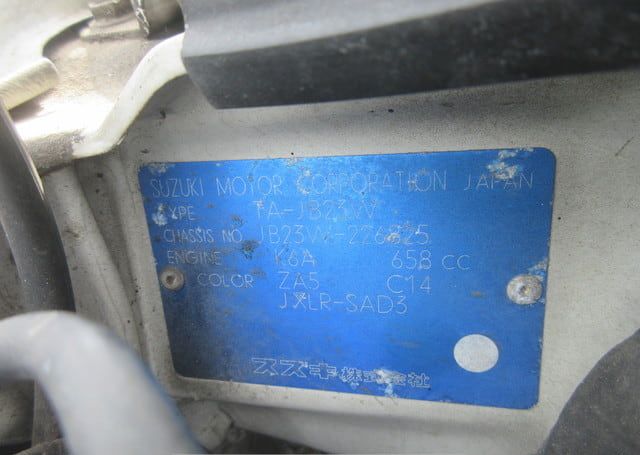 SUZUKI MOTOR CORPORATION JAPAN
TYPE TA-JB23W
CHASSIS NO. JB23W-226825
ENGINE K6A 658 CC
COLOR ZA5 C14
JXLR-SAD3
スズキ株式会社